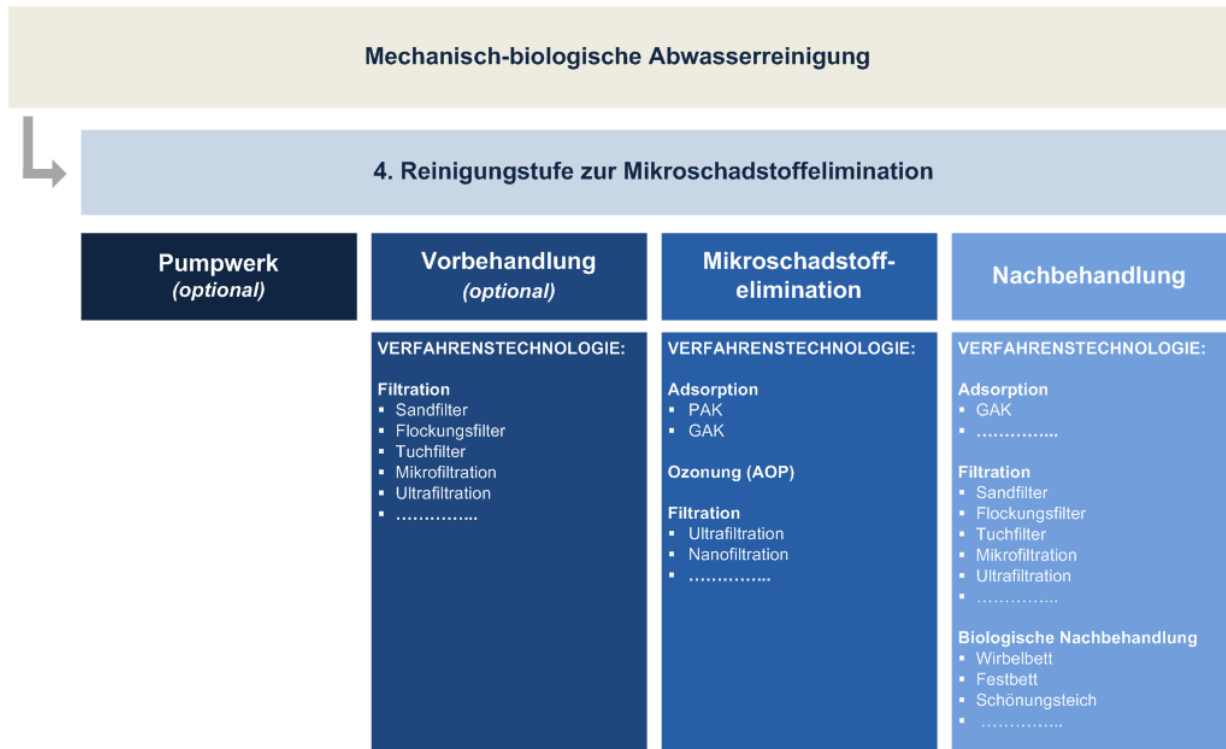 Mechanisch-biologische Abwasserreinigung
4. Reinigungstufe zur Mikroschadstoffelimination
Pumpwerk
(optional)
Vorbehandlung
(optional)
Mikroschadstoff-
elimination
Nachbehandlung
VERFAHRENSTECHNOLOGIE:
Filtration
▪ Sandfilter
▪ Flockungsfilter
▪ Tuchfilter
▪ Mikrofiltration
▪ Ultrafiltration
▪ …………...
VERFAHRENSTECHNOLOGIE:
Adsorption
▪ PAK
▪ GAK
Ozonung (AOP)
Filtration
▪ Ultrafiltration
▪ Nanofiltration
▪ …………...
VERFAHRENSTECHNOLOGIE:
Adsorption
▪ GAK
▪ …………...
Filtration
▪ Sandfilter
▪ Flockungsfilter
▪ Tuchfilter
▪ Mikrofiltration
▪ Ultrafiltration
▪ …………...
Biologische Nachbehandlung
▪ Wirbelbett
▪ Festbett
▪ Schönungsteich
▪ …………...